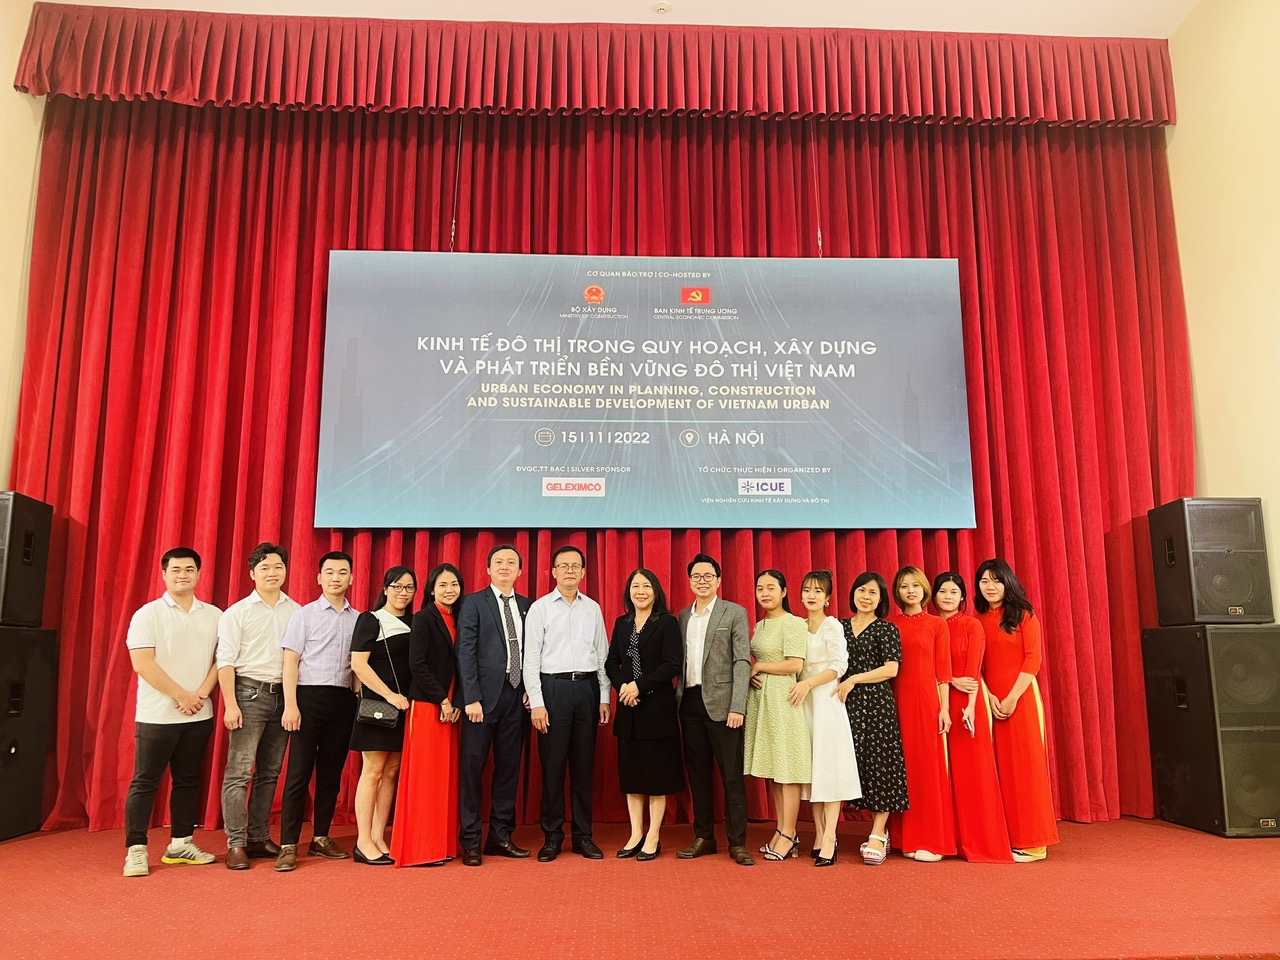 CƠ QUAN BẢO TRỢ | CO-HOSTED BY
BỘ XÂY DỰNG
MINISTRY OF CONSTRUCTION
BAN KINH TẾ TRUNG ƯƠNG
CENTRAL ECONOMIC COMMISSION
KINH TẾ ĐÔ THỊ TRONG QUY HOẠCH, XÂY DỰNG
VÀ PHÁT TRIỂN BỀN VỮNG ĐÔ THỊ VIỆT NAM
URBAN ECONOMY IN PLANNING, CONSTRUCTION
AND SUSTAINABLE DEVELOPMENT OF VIETNAM URBAN
15|11|2022
HÀ NỘI
ĐVQC,TT BẠC | SILVER SPONSOR
GELEXIMCO
TỔ CHỨC THỰC HIỆN | ORGANIZED BY
ICUE
VIỆN NGHIÊN CỨU KINH TẾ XÂY DỰNG VÀ ĐÔ THỊ